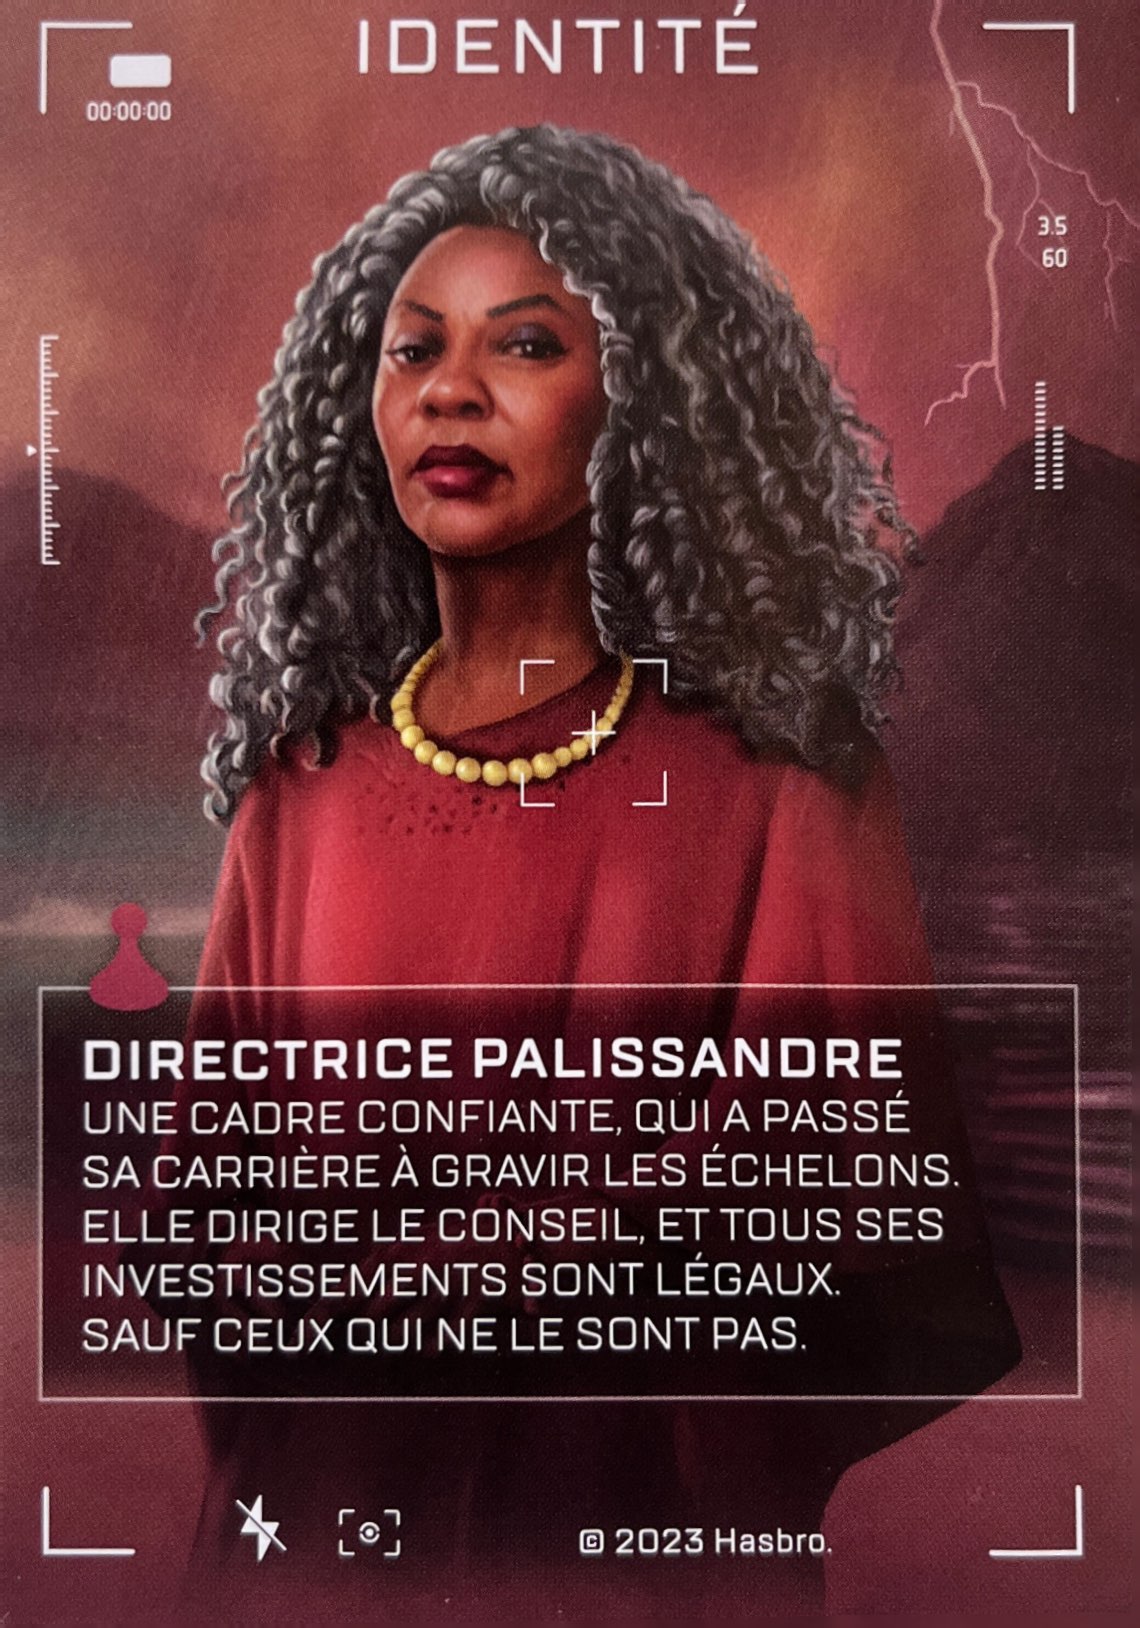 IDENTITÉ
00:00:00
3.5
60
DIRECTRICE PALISSANDRE
UNE CADRE CONFIANTE, QUI A PASSÉ
SA CARRIÈRE À GRAVIR LES ÉCHELONS.
ELLE DIRIGE LE CONSEIL, ET TOUS SES
INVESTISSEMENTS SONT LÉGAUX.
SAUF CEUX QUI NE LE SONT PAS.
© 2023 Hasbro.